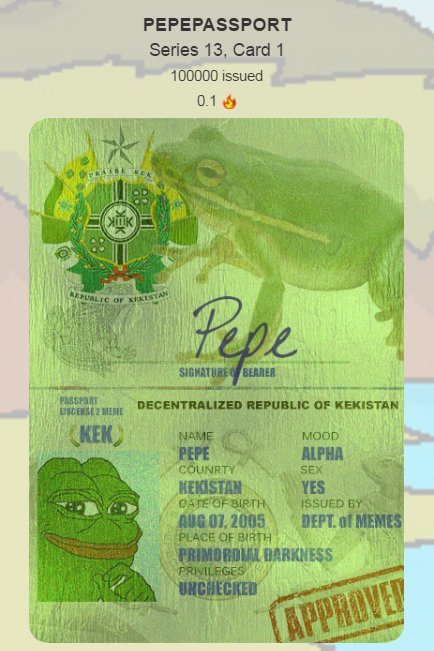 PEPEPASSPORT
Series 13, Card 1
100000 issued
0.1 🔥
PRAISE KEK
REPUBLIC OF KEKISTAN
Pepe
SIGNATURE OF BEARER
PASSPORT
L/SCENSE 2 MEME
DECENTRALIZED REPUBLIC OF KEKISTAN
(KEK)
NAME MOOD
PEPE ALPHA
COUNRTY SEX
KEKISTAN YES
DATE OF BIRTH ISSUED BY
AUG 07, 2005 DEPT. of MEMES
PLACE OF BIRTH
PRIMORDIAL DARKNE$$
PRIVILEGES
UNCHECKED
APPROVED